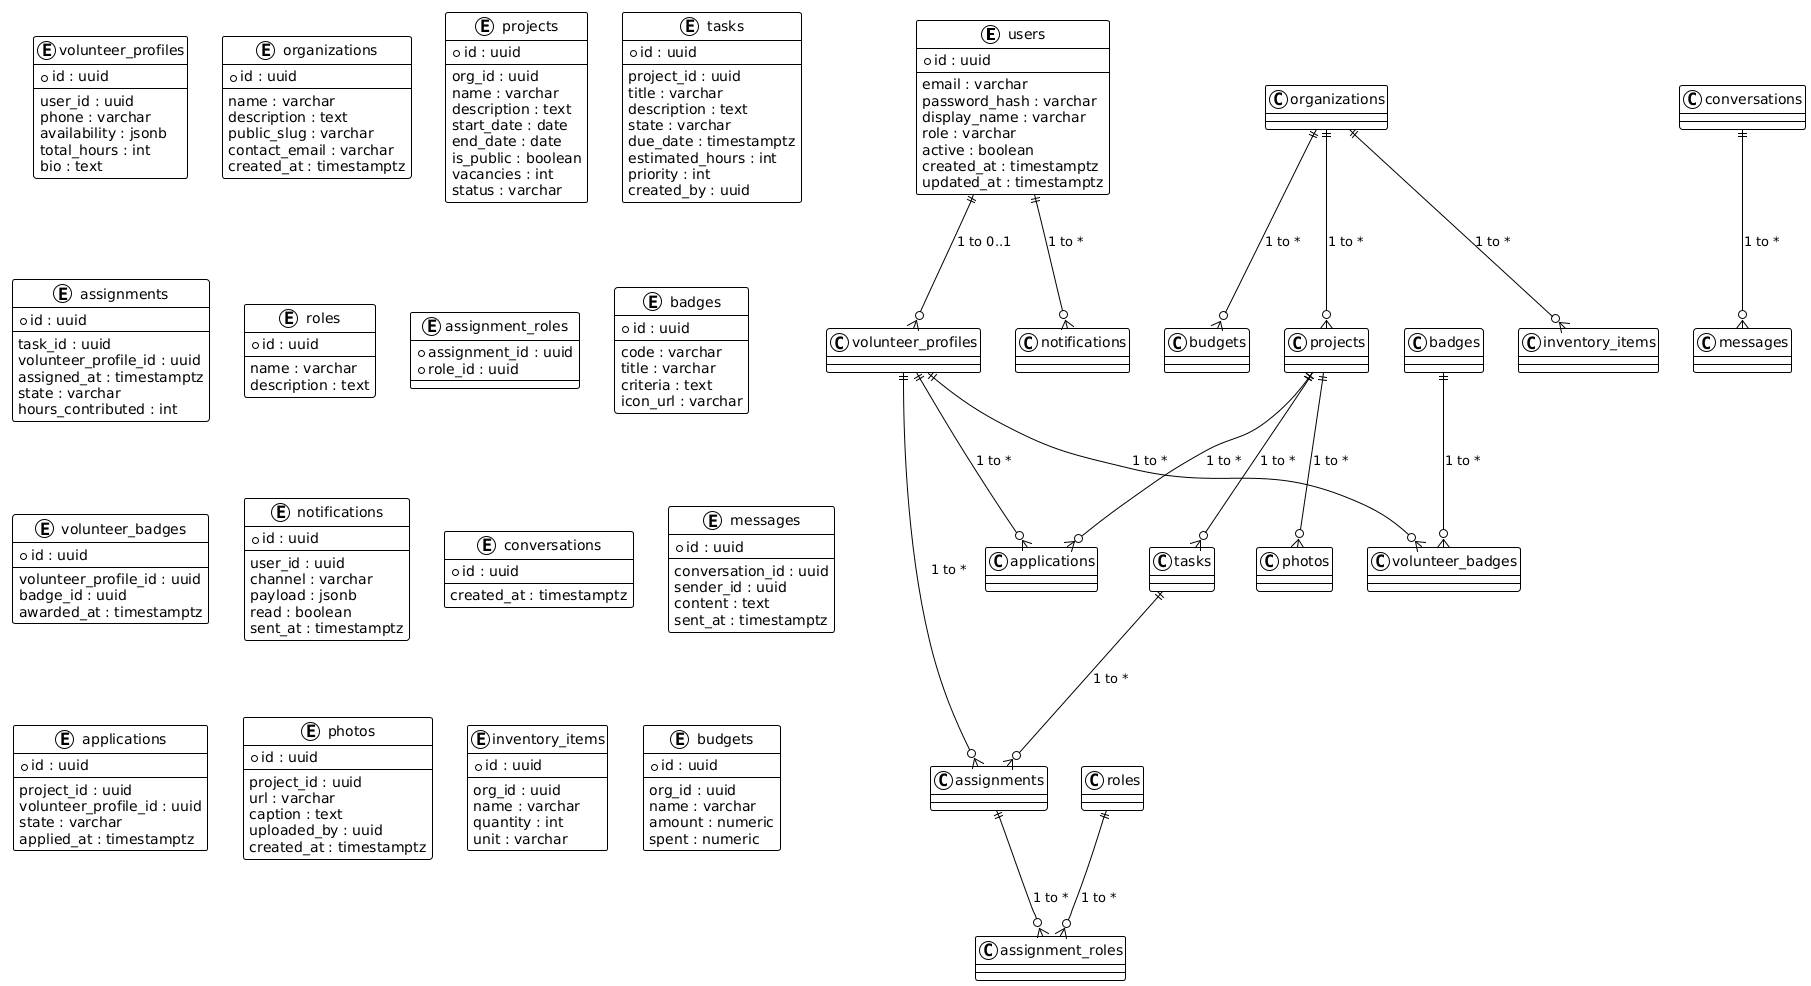 E volunteer_profiles
id : uuid
user_id : uuid
phone : varchar
availability : jsonb
total_hours : int
bio : text
E organizations
id : uuid
name : varchar
description : text
public_slug : varchar
contact_email : varchar
created_at : timestamptz
E projects
id : uuid
org_id : uuid
name : varchar
description : text
start_date : date
end_date : date
is_public : boolean
vacancies : int
status : varchar
E tasks
id : uuid
project_id : uuid
title : varchar
description : text
state : varchar
due_date : timestamptz
estimated_hours : int
priority : int
created_by : uuid
E users
id : uuid
email : varchar
password_hash : varchar
display_name : varchar
role : varchar
active : boolean
created_at : timestamptz
updated_at : timestamptz
C organizations
C conversations
1 to 0..1
1 to *
1 to *
1 to *
1 to *
1 to *
E assignments
id : uuid
task_id : uuid
volunteer_profile_id : uuid
assigned_at : timestamptz
state : varchar
hours_contributed : int
E roles
id : uuid
name : varchar
description : text
E assignment_roles
assignment_id : uuid
role_id : uuid
E badges
id : uuid
code : varchar
title : varchar
criteria : text
icon_url : varchar
C volunteer_profiles
C notifications
C budgets
C projects
C badges
C inventory_items
C messages
1 to *
1 to *
1 to *
1 to *
1 to *
1 to *
E volunteer_badges
id : uuid
volunteer_profile_id : uuid
badge_id : uuid
awarded_at : timestamptz
E notifications
id : uuid
user_id : uuid
channel : varchar
payload : jsonb
read : boolean
sent_at : timestamptz
E conversations
id : uuid
created_at : timestamptz
E messages
id : uuid
conversation_id : uuid
sender_id : uuid
content : text
sent_at : timestamptz
1 to *
C applications
C tasks
C photos
C volunteer_badges
1 to *
E applications
id : uuid
project_id : uuid
volunteer_profile_id : uuid
state : varchar
applied_at : timestamptz
E photos
id : uuid
project_id : uuid
url : varchar
caption : text
uploaded_by : uuid
created_at : timestamptz
E inventory_items
id : uuid
org_id : uuid
name : varchar
quantity : int
unit : varchar
E budgets
id : uuid
org_id : uuid
name : varchar
amount : numeric
spent : numeric
C assignments
C roles
1 to *
1 to *
C assignment_roles